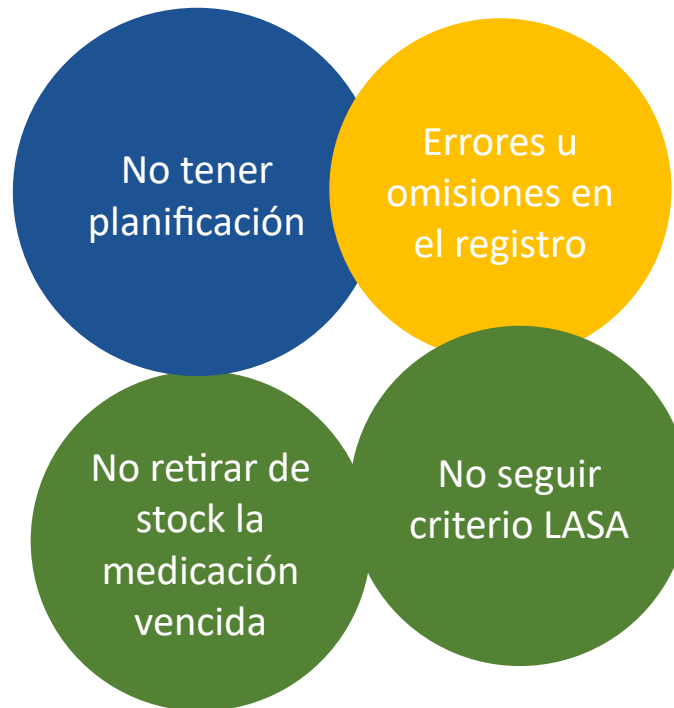 No tener
planificación
Errores u
omisiones en
el registro
No retirar de
stock la
medicación
vencida
No seguir
criterio LASA